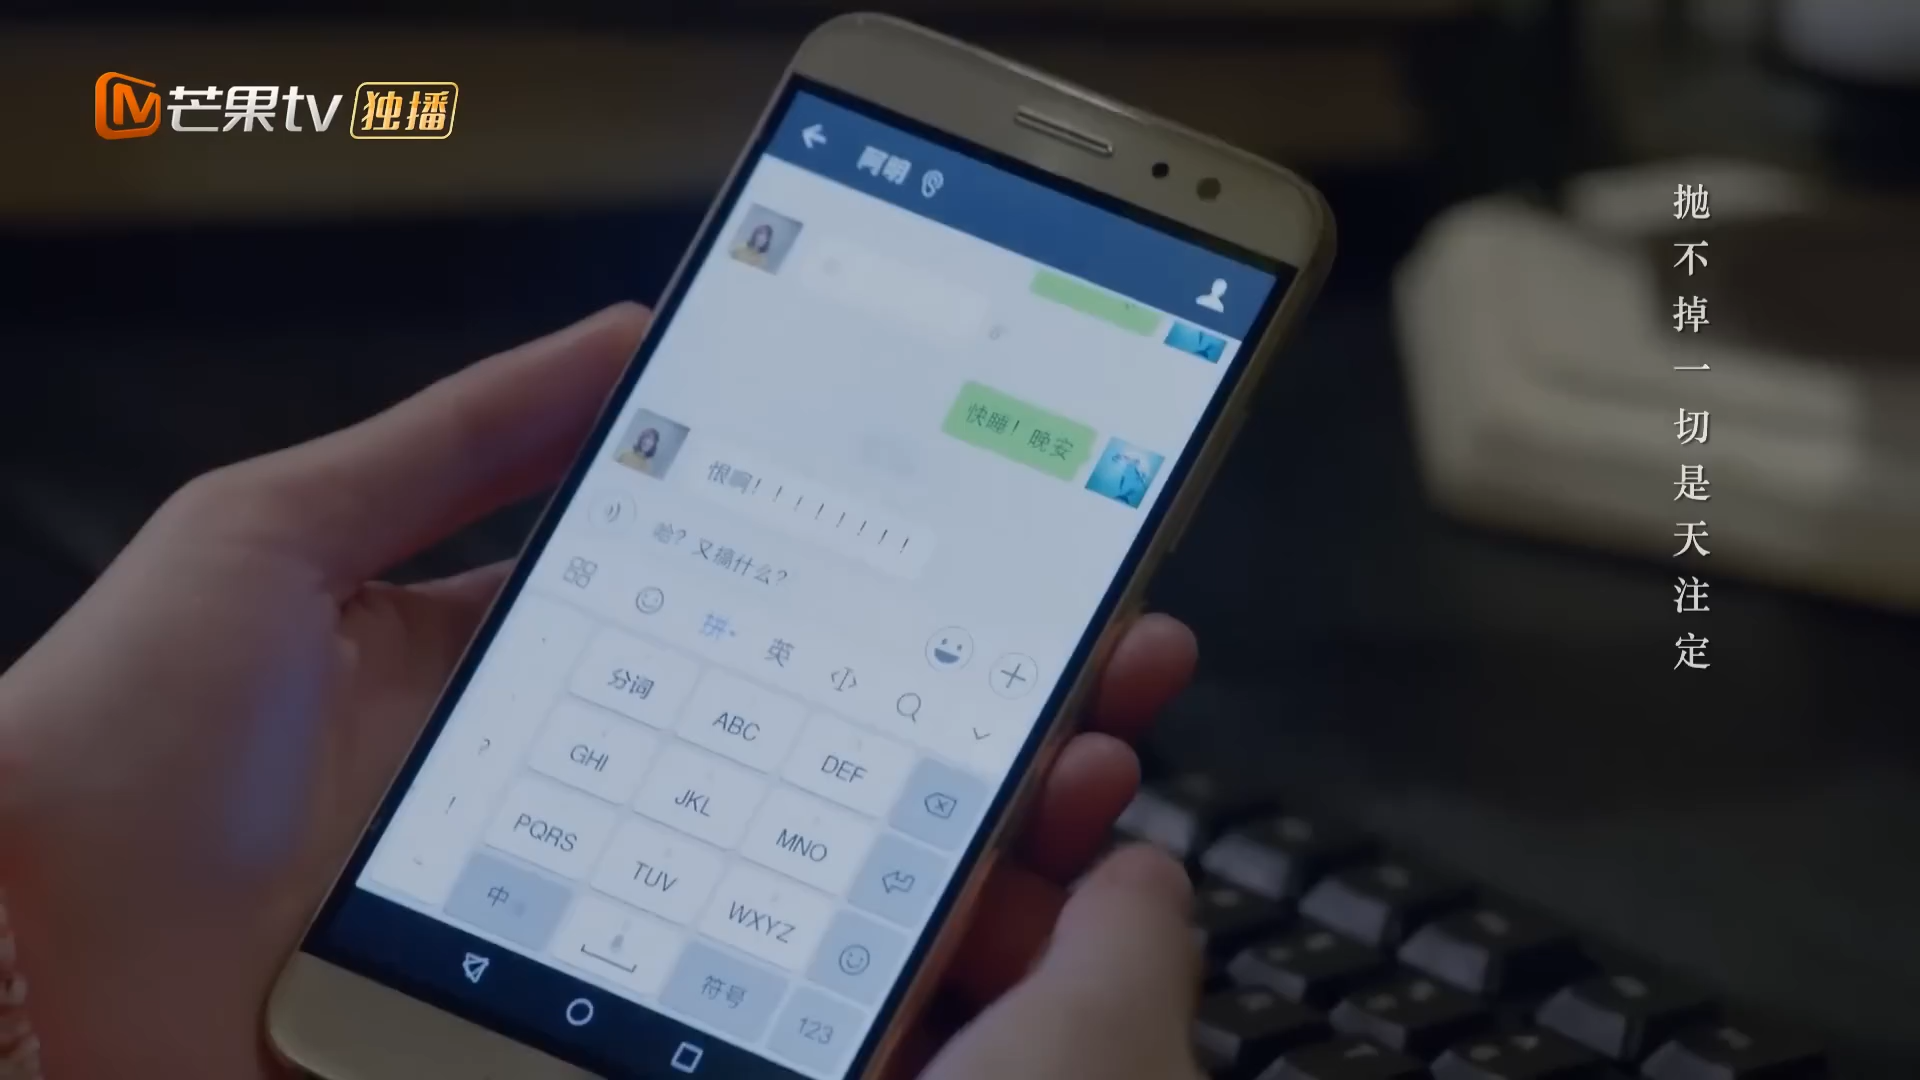 芒果tv 独播
阿明
快睡！晚安
恨啊！！！！！！！！
哈？又搞什么？
拼 英
分词 ABC DEF
? GHI JKL MNO
! PQRS TUV WXYZ
中 符号 123
抛不掉一切是天注定